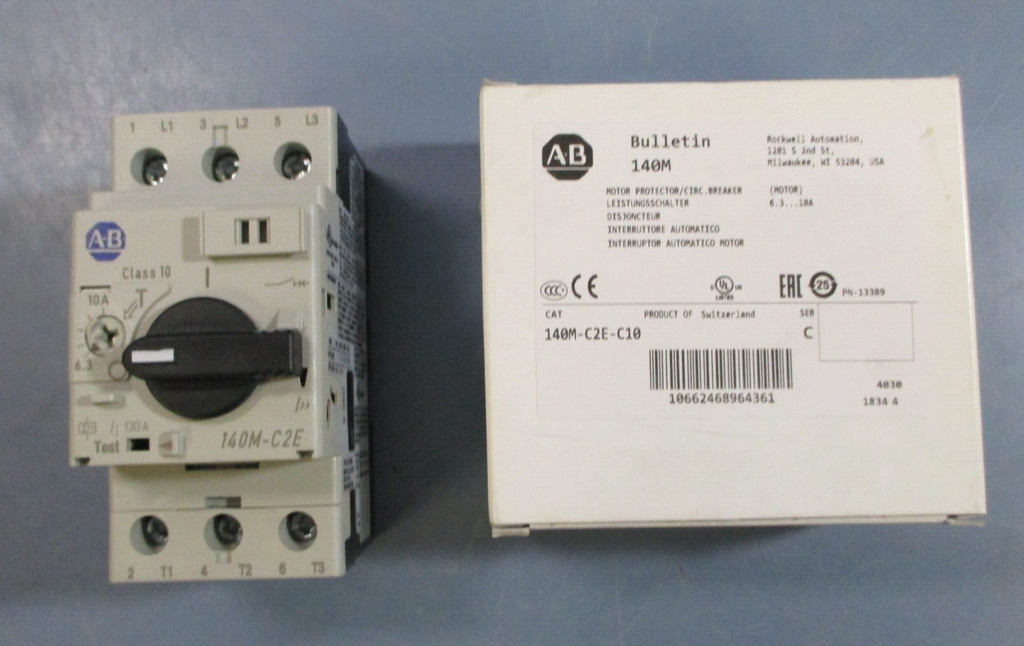 1 L1 3 L2 5 L3
A-B
Class 10
10A
T
6.3
130A
Test
140M-C2E
2 T1 4 T2 6 T3
A-B
Bulletin
140M
Rockwell Automation,
1201 S 2nd St,
Milwaukee, WI 53204, USA
MOTOR PROTECTOR/CIRC.BREAKER (MOTOR)
LEISTUNGSSCHALTER 6.3...10A
DISJONCTEUR
INTERRUTTORE AUTOMATICO
INTERRUPTOR AUTOMATICO MOTOR
CCC CE
C UL
LISTED
EAC 25 PN-13389
CAT PRODUCT OF Switzerland SER
140M-C2E-C10 C
10662468964361
4030
1834 4